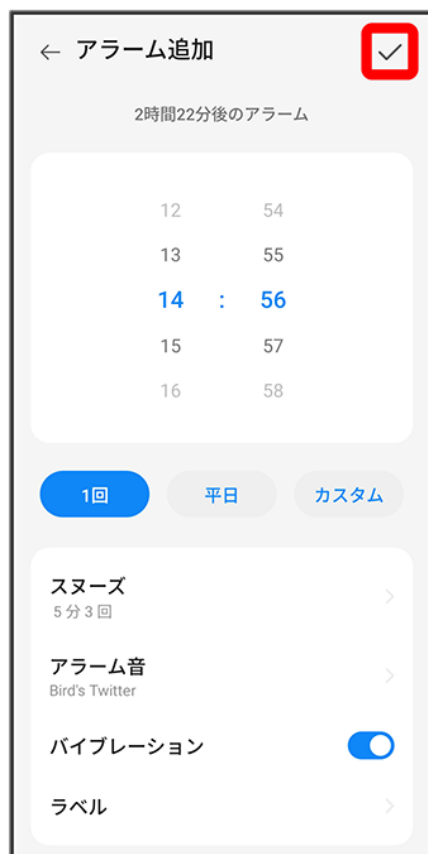 アラーム追加
2時間22分後のアラーム
12 54
13 55
14 : 56
15 57
16 58
1回 平日 カスタム
スヌーズ
5分3回
アラーム音
Bird's Twitter
バイブレーション
ラベル